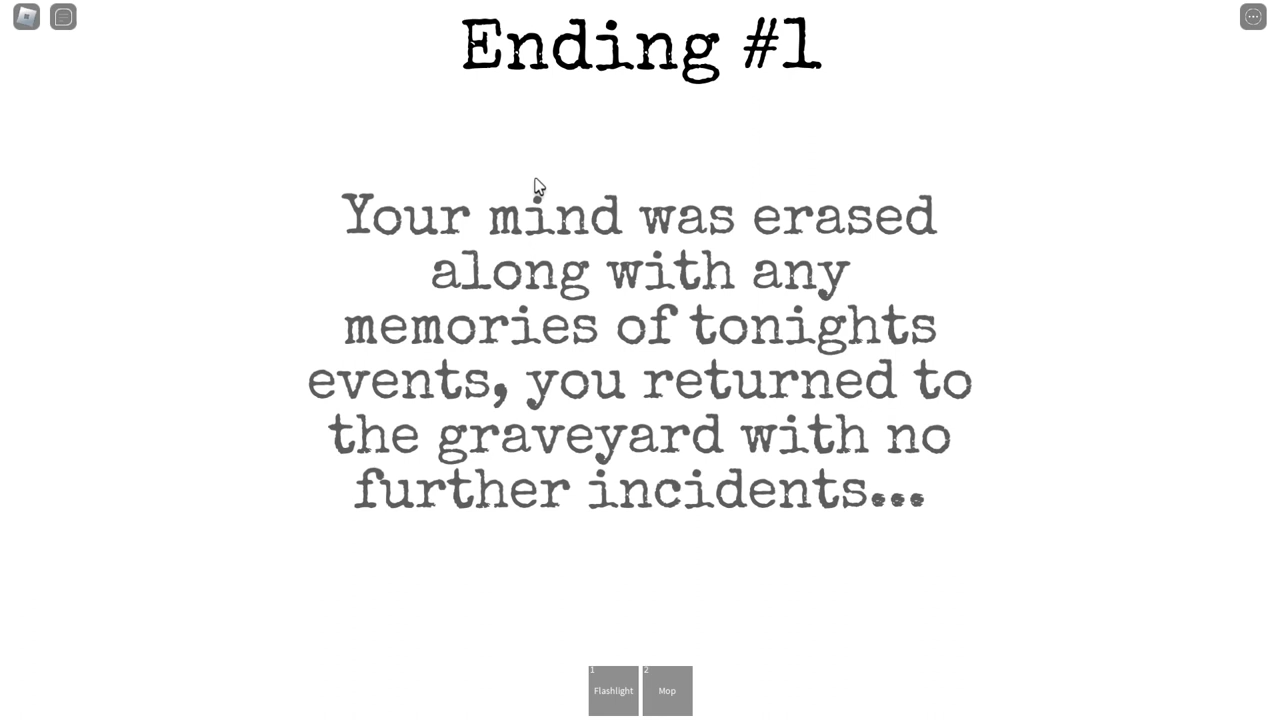 Ending #1
Your mind was erased
along with any
memories of tonights
events, you returned to
the graveyard with no
further incidents...
1
Flashlight
2
Mop